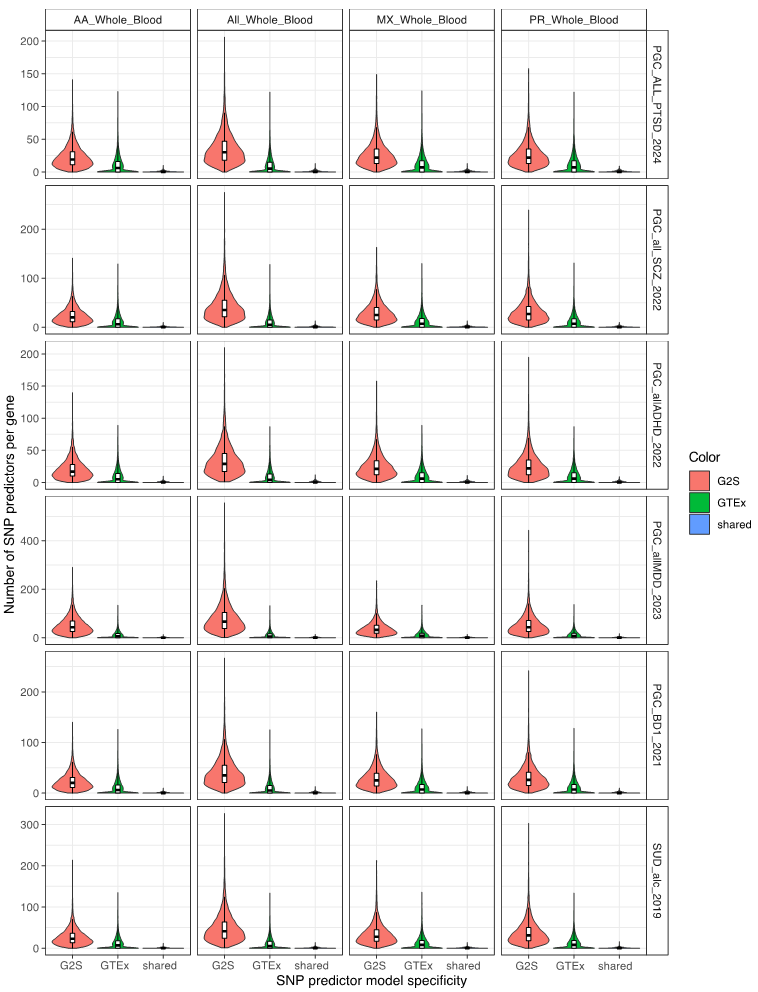 AA_Whole_Blood
All_Whole_Blood
MX_Whole_Blood
PR_Whole_Blood
200
150
100
50
0
PGC_ALL_PTSD_2024
200
100
0
PGC_all_SCZ_2022
200
150
100
50
0
PGC_allADHD_2022
400
200
0
PGC_allMDD_2023
200
100
0
PGC_BD1_2021
300
200
100
0
SUD_alc_2019
G2S GTEx shared
G2S GTEx shared
G2S GTEx shared
G2S GTEx shared
SNP predictor model specificity
Number of SNP predictors per gene
Color
G2S
GTEx
shared